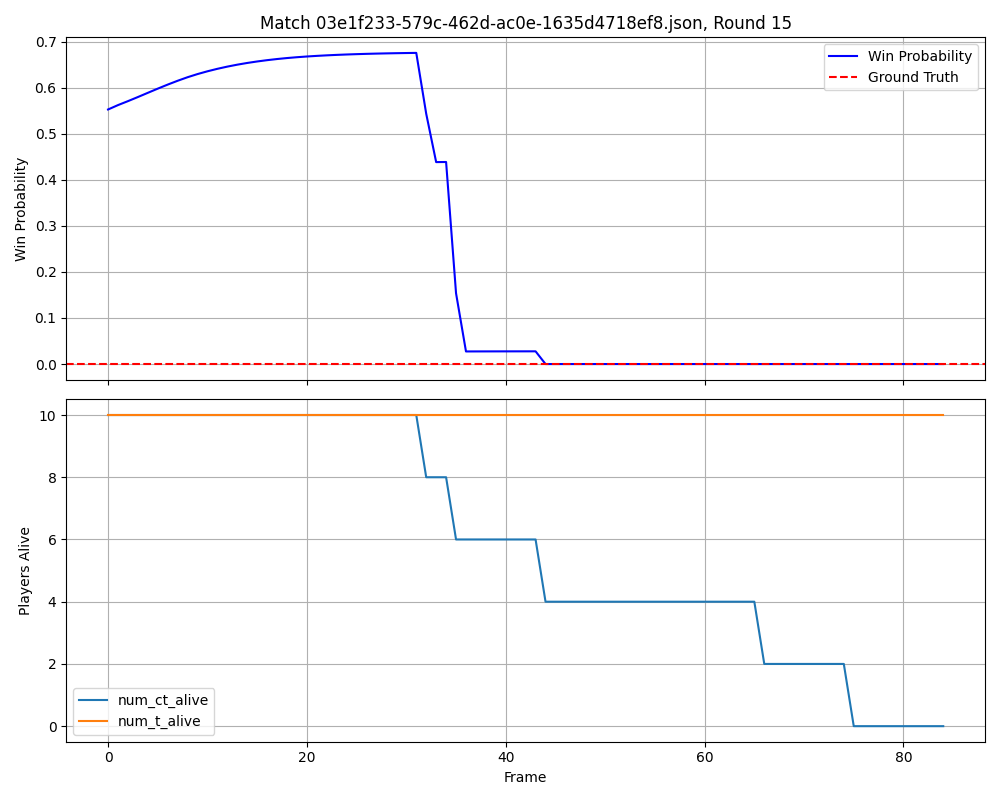 Match 03e1f233-579c-462d-ac0e-1635d4718ef8.json, Round 15
0.7
0.6
0.5
0.4
0.3
0.2
0.1
0.0
Win Probability
Win Probability
Ground Truth
10
8
6
4
2
0
Players Alive
num_ct_alive
num_t_alive
0 20 40 60 80
Frame